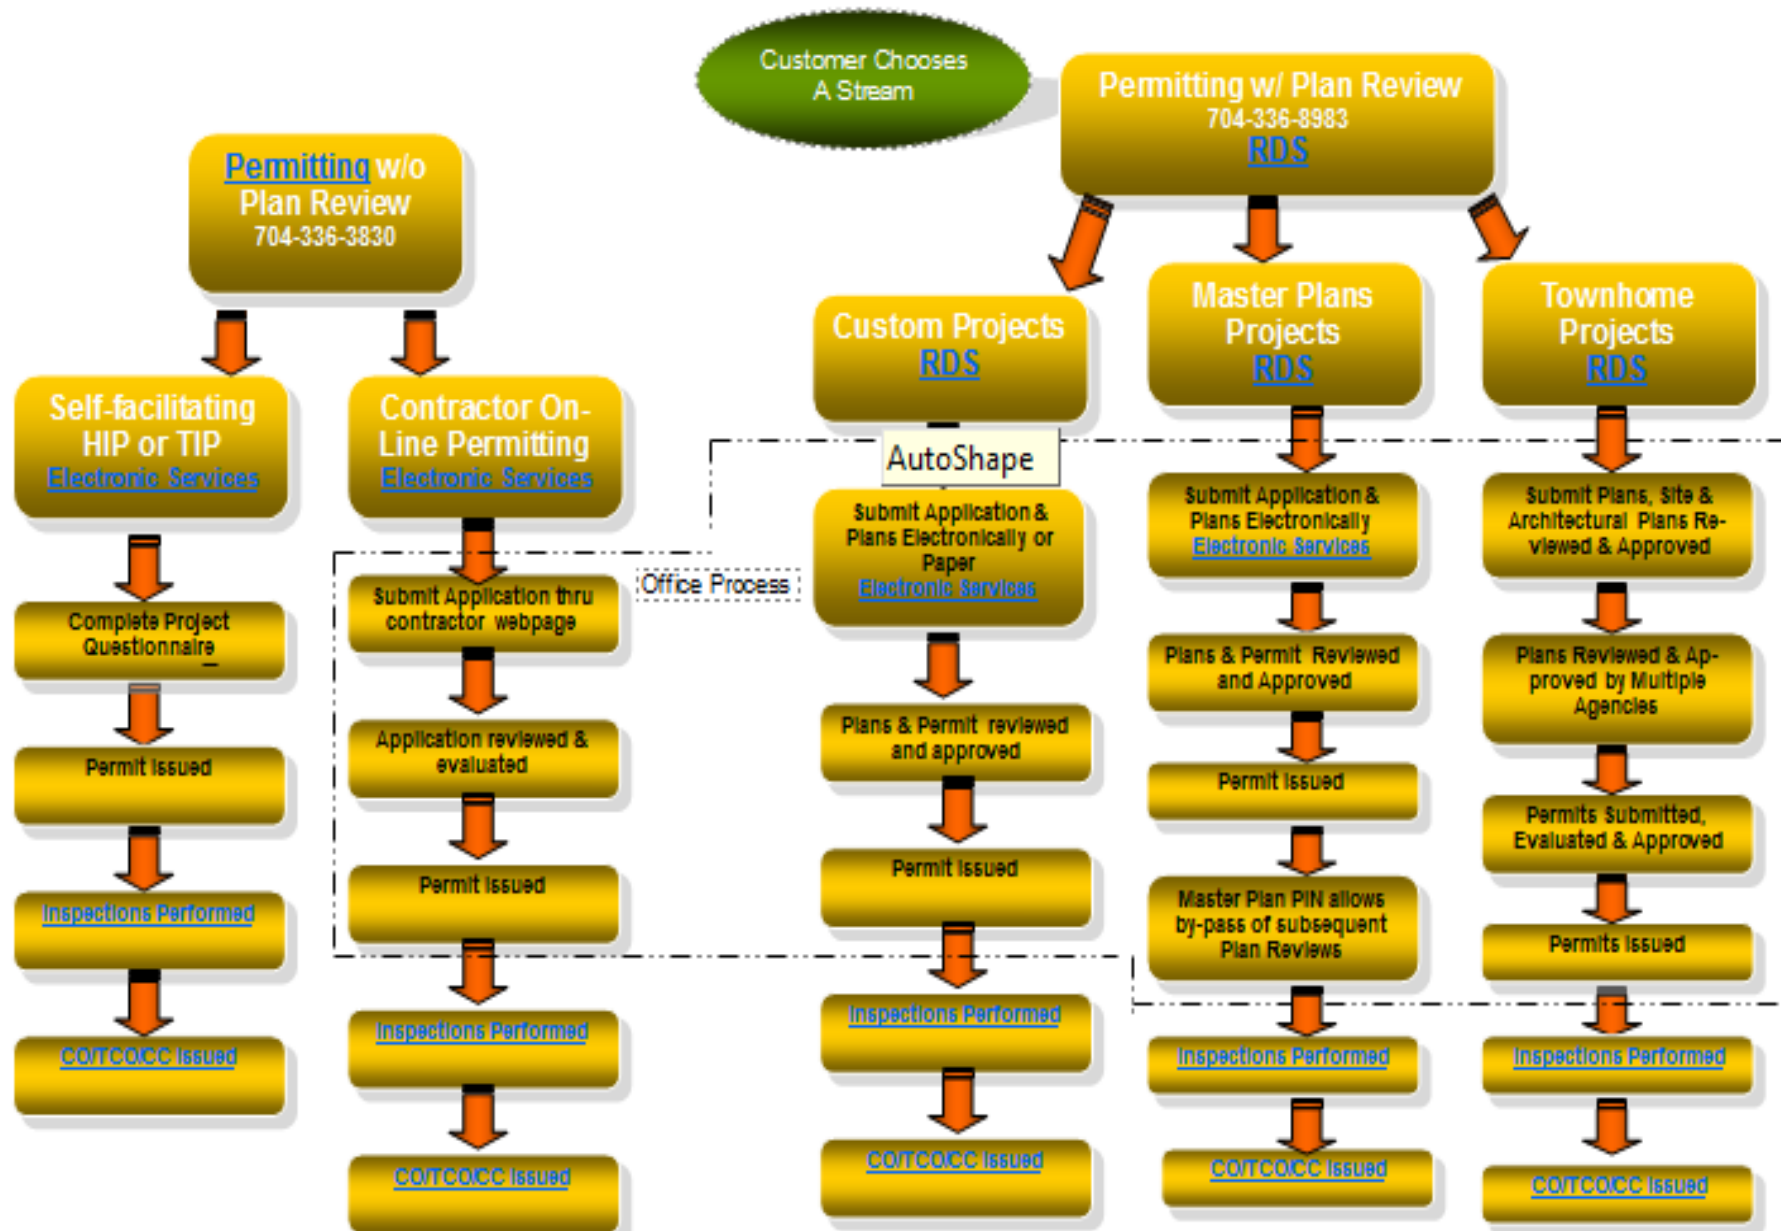 Customer Chooses
A Stream
Permitting w/ Plan Review
704-336-8983
RDS
Permitting w/o
Plan Review
704-336-3830
Self-facilitating
HIP or TIP
Electronic Services
Complete Project
Questionnaire
Permit Issued
Inspections Performed
CO/TCO/CC Issued
Contractor On-
Line Permitting
Electronic Services
Office Process
Submit Application thru
contractor webpage
Application reviewed &
evaluated
Permit Issued
Inspections Performed
CO/TCO/CC Issued
Custom Projects
RDS
AutoShape
Submit Application &
Plans Electronically or
Paper
Electronic Services
Plans & Permit reviewed
and approved
Permit Issued
Inspections Performed
CO/TCO/CC Issued
Master Plans
Projects
RDS
Submit Application &
Plans Electronically
Electronic Services
Plans & Permit Reviewed
and Approved
Permit Issued
Master Plan PIN allows
by-pass of subsequent
Plan Reviews
Inspections Performed
CO/TCO/CC Issued
Townhome
Projects
RDS
Submit Plans, Site &
Architectural Plans Re-
viewed & Approved
Plans Reviewed & Ap-
proved by Multiple
Agencies
Permits Submitted,
Evaluated & Approved
Permits Issued
Inspections Performed
CO/TCO/CC Issued